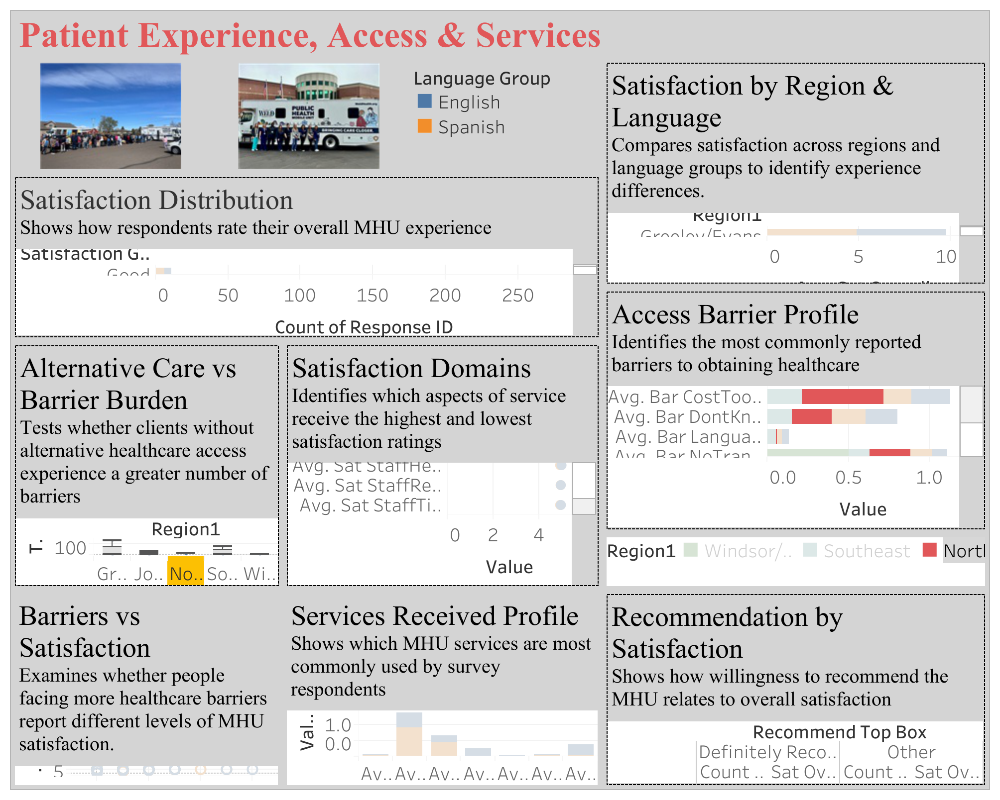 Patient Experience, Access & Services
WELD
PUBLIC
HEALTH
MOBILE UNIT
BRINGING CARE CLOSER.
Language Group
English
Spanish
Satisfaction by Region &
Language
Compares satisfaction across regions and
language groups to identify experience
differences.
Region1
Greeley/Evans
0 5 10
Satisfaction Distribution
Shows how respondents rate their overall MHU experience
Satisfaction G..
Good
0 50 100 150 200 250
Count of Response ID
Access Barrier Profile
Identifies the most commonly reported
barriers to obtaining healthcare
Avg. Bar CostToo..
Avg. Bar DontKn..
Avg. Bar Langua..
Avg. Bar NoTran..
0.0 0.5 1.0
Value
Region1 Windsor/.. Southeast North
Alternative Care vs
Barrier Burden
Tests whether clients without
alternative healthcare access
experience a greater number of
barriers
Region1
T.
100
Gr.. Jo.. No.. So.. Wi..
Satisfaction Domains
Identifies which aspects of service
receive the highest and lowest
satisfaction ratings
Avg. Sat StaffHe..
Avg. Sat StaffRe..
Avg. Sat StaffTi..
0 2 4
Value
Barriers vs
Satisfaction
Examines whether people
facing more healthcare barriers
report different levels of MHU
satisfaction.
5
Services Received Profile
Shows which MHU services are most
commonly used by survey
respondents
Val..
1.0
0.0
Av.. Av.. Av.. Av.. Av.. Av.. Av..
Recommendation by
Satisfaction
Shows how willingness to recommend the
MHU relates to overall satisfaction
Recommend Top Box
Definitely Reco.. Other
Count .. Sat Ov.. Count .. Sat Ov..